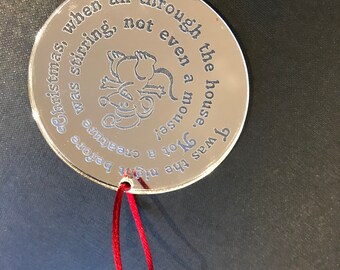 Twas the night before Christmas, when all through the house. Not a creature was stirring, not even a mouse!